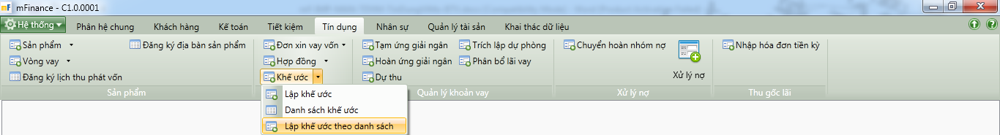 mF mFinance - C1.0.0001
Hệ thống Phân hệ chung Khách hàng Kế toán Tiết kiệm Tín dụng Nhân sự Quản lý tài sản Khai thác dữ liệu
Sản phẩm Đăng ký địa bàn sản phẩm Đơn xin vay vốn Tạm ứng giải ngân Trích lập dự phòng Chuyển hoàn nhóm nợ Nhập hóa đơn tiền kỳ
Vòng vay Hợp đồng Hoàn ứng giải ngân Phân bổ lãi vay
Đăng ký lịch thu phát vốn Khế ước Dự thu Xử lý nợ
Sản phẩm Quản lý khoản vay Xử lý nợ Thu gốc lãi
Lập khế ước
Danh sách khế ước
Lập khế ước theo danh sách